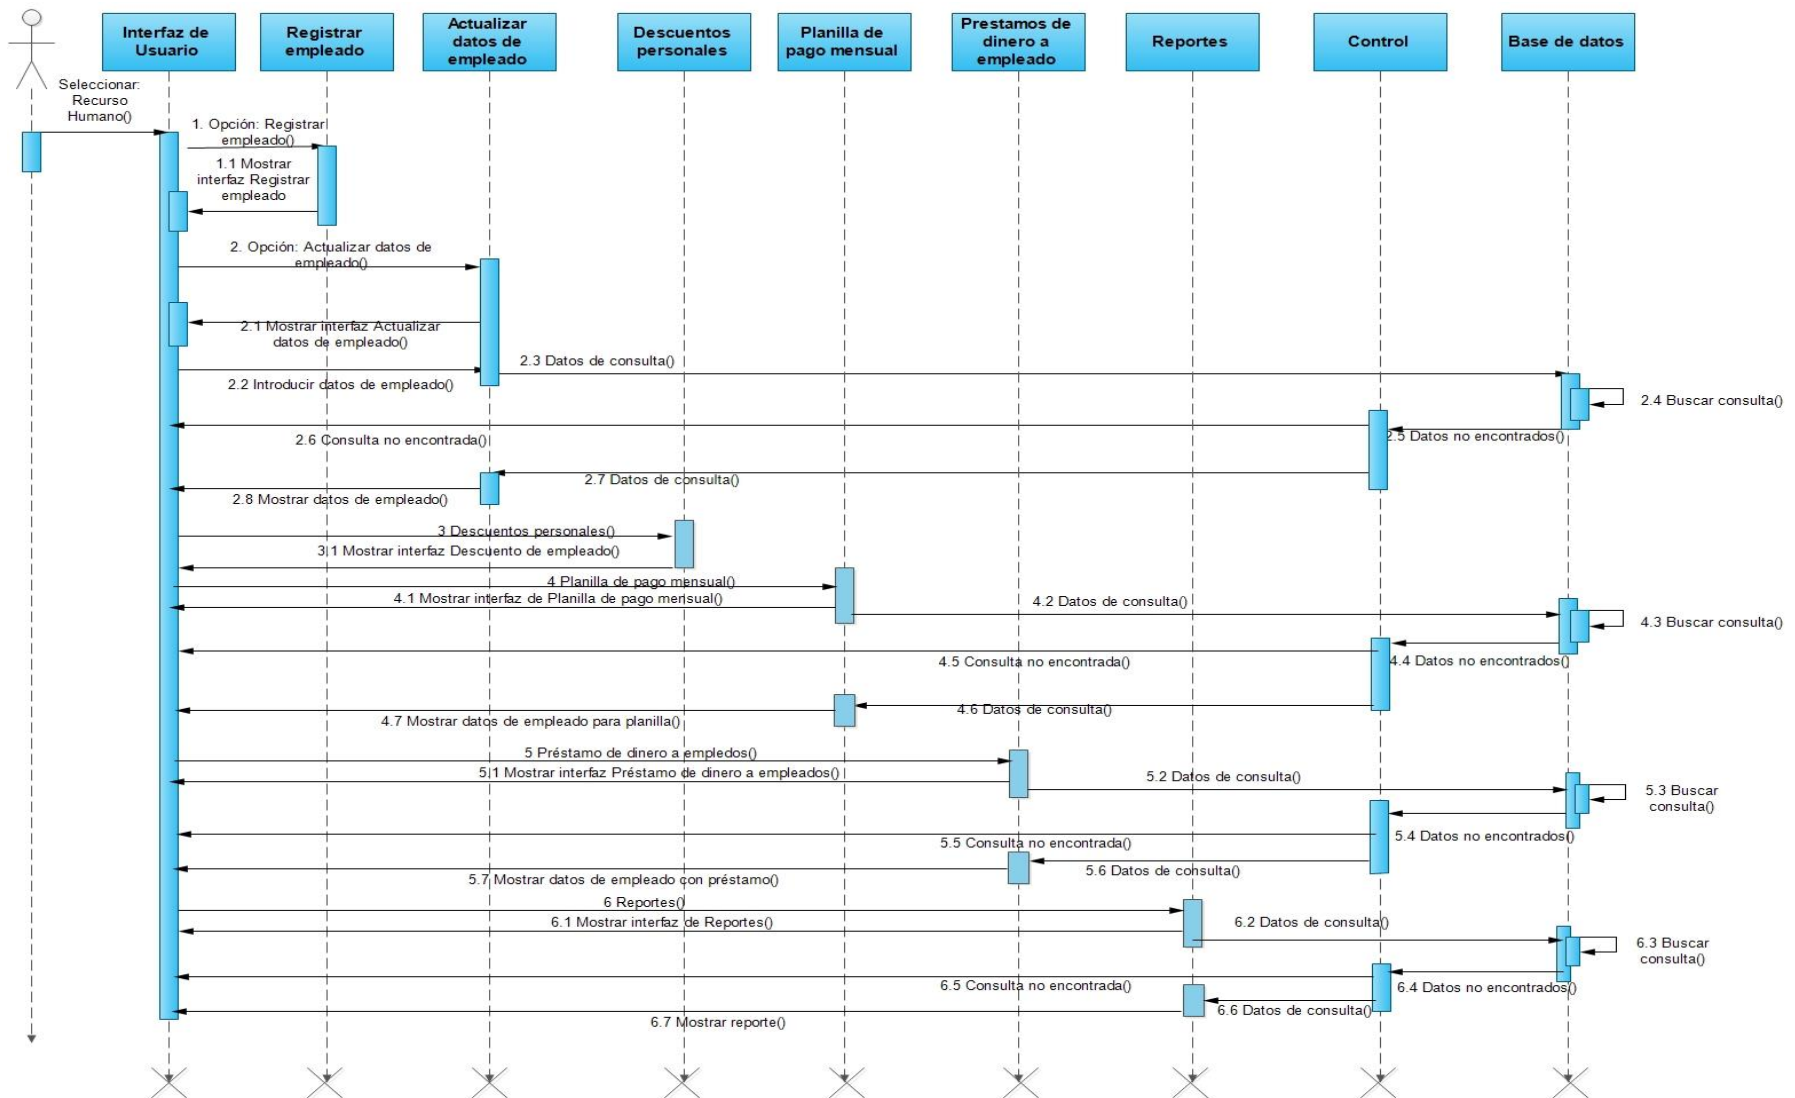 Interfaz de
Usuario
Registrar
empleado
Actualizar
datos de
empleado
Descuentos
personales
Planilla de
pago mensual
Prestamos de
dinero a
empleado
Reportes
Control
Base de datos
Seleccionar:
Recurso
Humano()
1. Opción: Registrar
empleado()
1.1 Mostrar
interfaz Registrar
empleado
2. Opción: Actualizar datos de
empleado()
2.1 Mostrar interfaz Actualizar
datos de empleado()
2.2 Introducir datos de empleado()
2.3 Datos de consulta()
2.4 Buscar consulta()
2.5 Datos no encontrados()
2.6 Consulta no encontrada()
2.7 Datos de consulta()
2.8 Mostrar datos de empleado()
3 Descuentos personales()
3.1 Mostrar interfaz Descuento de empleado()
4 Planilla de pago mensual()
4.1 Mostrar interfaz de Planilla de pago mensual()
4.2 Datos de consulta()
4.3 Buscar consulta()
4.4 Datos no encontrados()
4.5 Consulta no encontrada()
4.6 Datos de consulta()
4.7 Mostrar datos de empleado para planilla()
5 Préstamo de dinero a empledos()
5.1 Mostrar interfaz Préstamo de dinero a empleados()
5.2 Datos de consulta()
5.3 Buscar
consulta()
5.4 Datos no encontrados()
5.5 Consulta no encontrada()
5.6 Datos de consulta()
5.7 Mostrar datos de empleado con préstamo()
6 Reportes()
6.1 Mostrar interfaz de Reportes()
6.2 Datos de consulta()
6.3 Buscar
consulta()
6.4 Datos no encontrados()
6.5 Consulta no encontrada()
6.6 Datos de consulta()
6.7 Mostrar reporte()